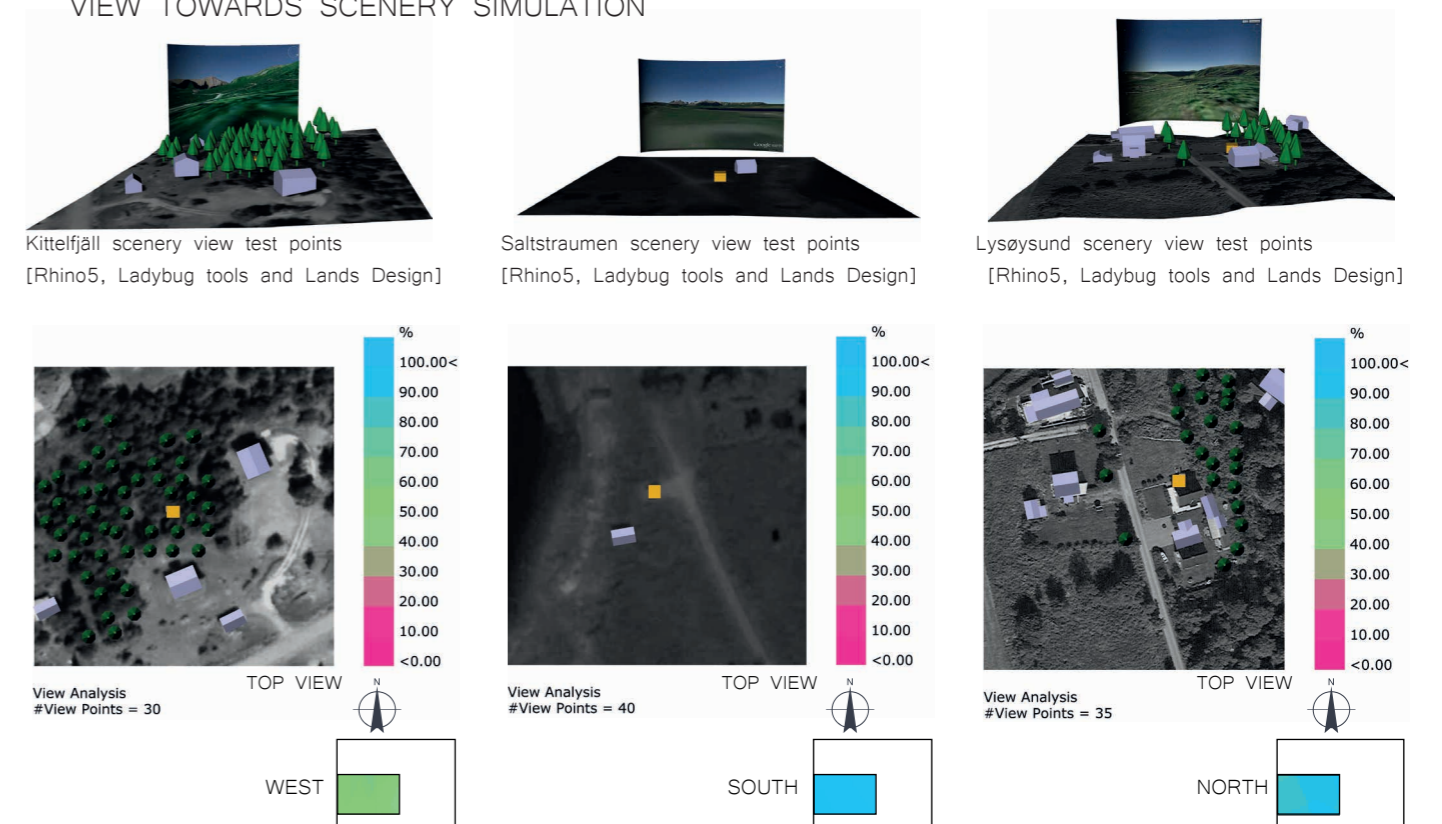 VIEW TOWARDS SCENERY SIMULATION
Kittelfjäll scenery view test points
[Rhino5, Ladybug tools and Lands Design]
Saltstraumen scenery view test points
[Rhino5, Ladybug tools and Lands Design]
Lysøysund scenery view test points
[Rhino5, Ladybug tools and Lands Design]
%
100.00<
90.00
80.00
70.00
60.00
50.00
40.00
30.00
20.00
10.00
<0.00
TOP VIEW
N
View Analysis
#View Points = 30
%
100.00<
90.00
80.00
70.00
60.00
50.00
40.00
30.00
20.00
10.00
<0.00
TOP VIEW
N
View Analysis
#View Points = 40
%
100.00<
90.00
80.00
70.00
60.00
50.00
40.00
30.00
20.00
10.00
<0.00
TOP VIEW
N
View Analysis
#View Points = 35
WEST
SOUTH
NORTH